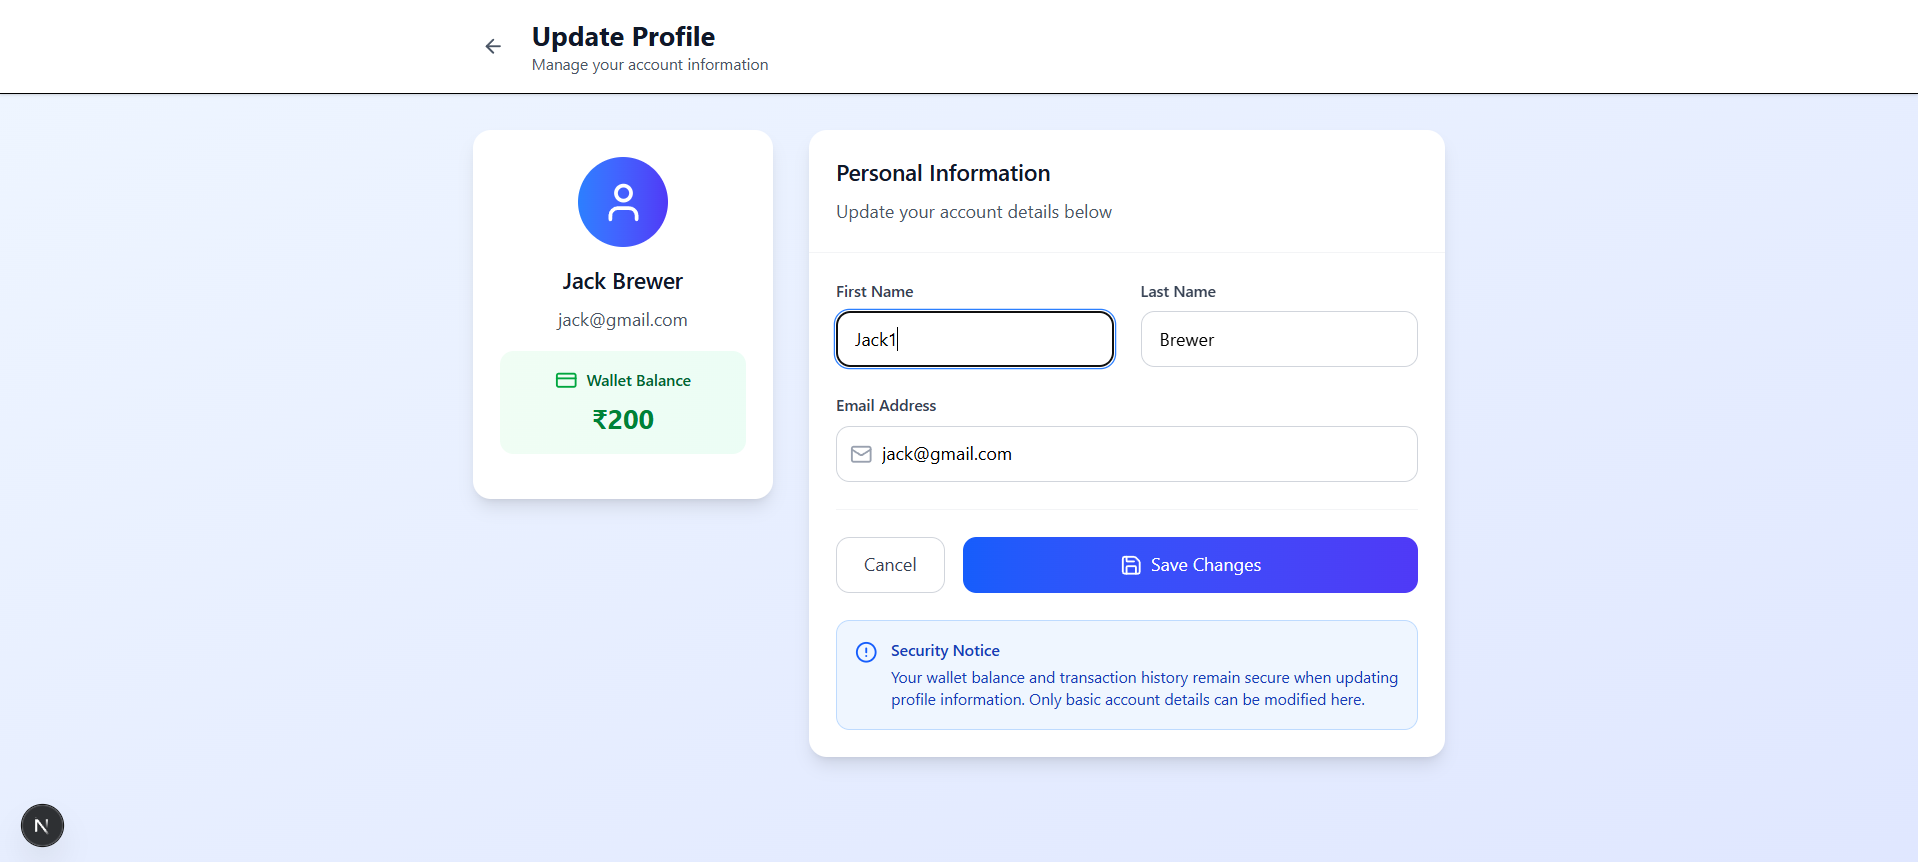 Update Profile
Manage your account information
Jack Brewer
jack@gmail.com
Wallet Balance
₹200
Personal Information
Update your account details below
First Name
Last Name
Jack1
Brewer
Email Address
jack@gmail.com
Cancel
Save Changes
Security Notice
Your wallet balance and transaction history remain secure when updating
profile information. Only basic account details can be modified here.
N